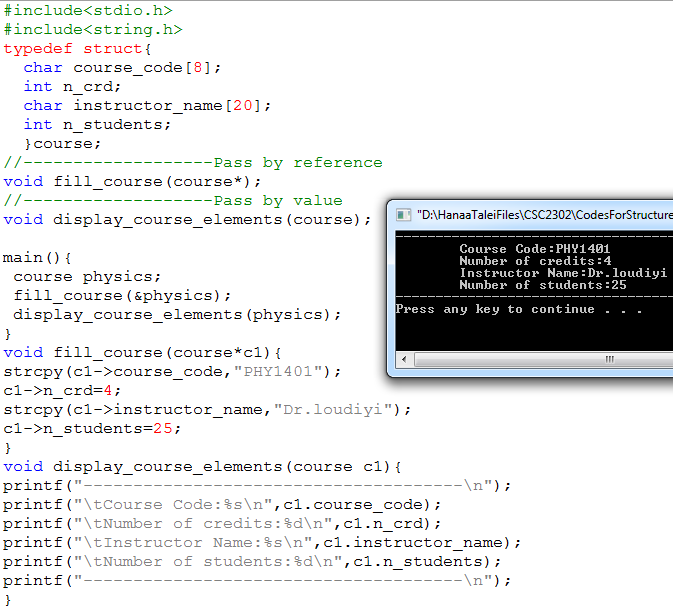 #include<stdio.h>
#include<string.h>
typedef struct{
  char course_code[8];
  int n_crd;
  char instructor_name[20];
  int n_students;
  }course;
//-------------------Pass by reference
void fill_course(course*);
//-------------------Pass by value
void display_course_elements(course);
main(){
 course physics;
 fill_course(&physics);
 display_course_elements(physics);
}
void fill_course(course*c1){
strcpy(c1->course_code,"PHY1401");
c1->n_crd=4;
strcpy(c1->instructor_name,"Dr.loudiyi");
c1->n_students=25;
}
void display_course_elements(course c1){
printf("--------------------------------------\n");
printf("\tCourse Code:%s\n",c1.course_code);
printf("\tNumber of credits:%d\n",c1.n_crd);
printf("\tInstructor Name:%s\n",c1.instructor_name);
printf("\tNumber of students:%d\n",c1.n_students);
printf("--------------------------------------\n");
}
"D:\HanaaTaleiFiles\CSC2302\CodesForStructure
--------------------------------------
Course Code:PHY1401
Number of credits:4
Instructor Name:Dr.loudiyi
Number of students:25
--------------------------------------
Press any key to continue . . .